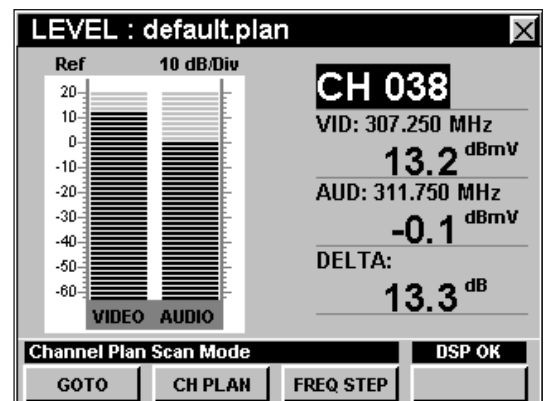 LEVEL : default.plan
Ref 10 dB/Div
20
10
0
-10
-20
-30
-40
-50
-60
VIDEO AUDIO
CH 038
VID: 307.250 MHz
13.2 dBmV
AUD: 311.750 MHz
-0.1 dBmV
DELTA:
13.3 dB
Channel Plan Scan Mode DSP OK
GOTO CH PLAN FREQ STEP